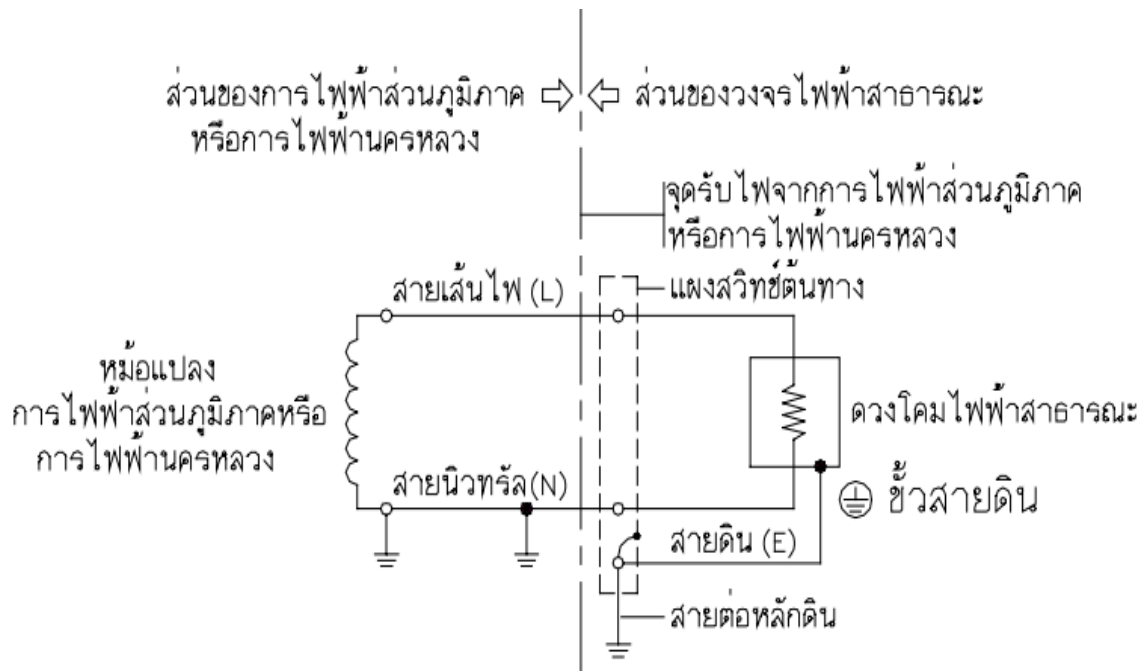 ส่วนของการไฟฟ้าส่วนภูมิภาค
หรือการไฟฟ้านครหลวง
ส่วนของวงจรไฟฟ้าสาธารณะ
จุดรับไฟจากการไฟฟ้าส่วนภูมิภาค
หรือการไฟฟ้านครหลวง
แผงสวิทช์ต้นทาง
สายเส้นไฟ (L)
หม้อแปลง
การไฟฟ้าส่วนภูมิภาคหรือ
การไฟฟ้านครหลวง
ดวงโคมไฟฟ้าสาธารณะ
สายนิวทรัล(N)
ขั้วสายดิน
สายดิน (E)
สายต่อหลักดิน